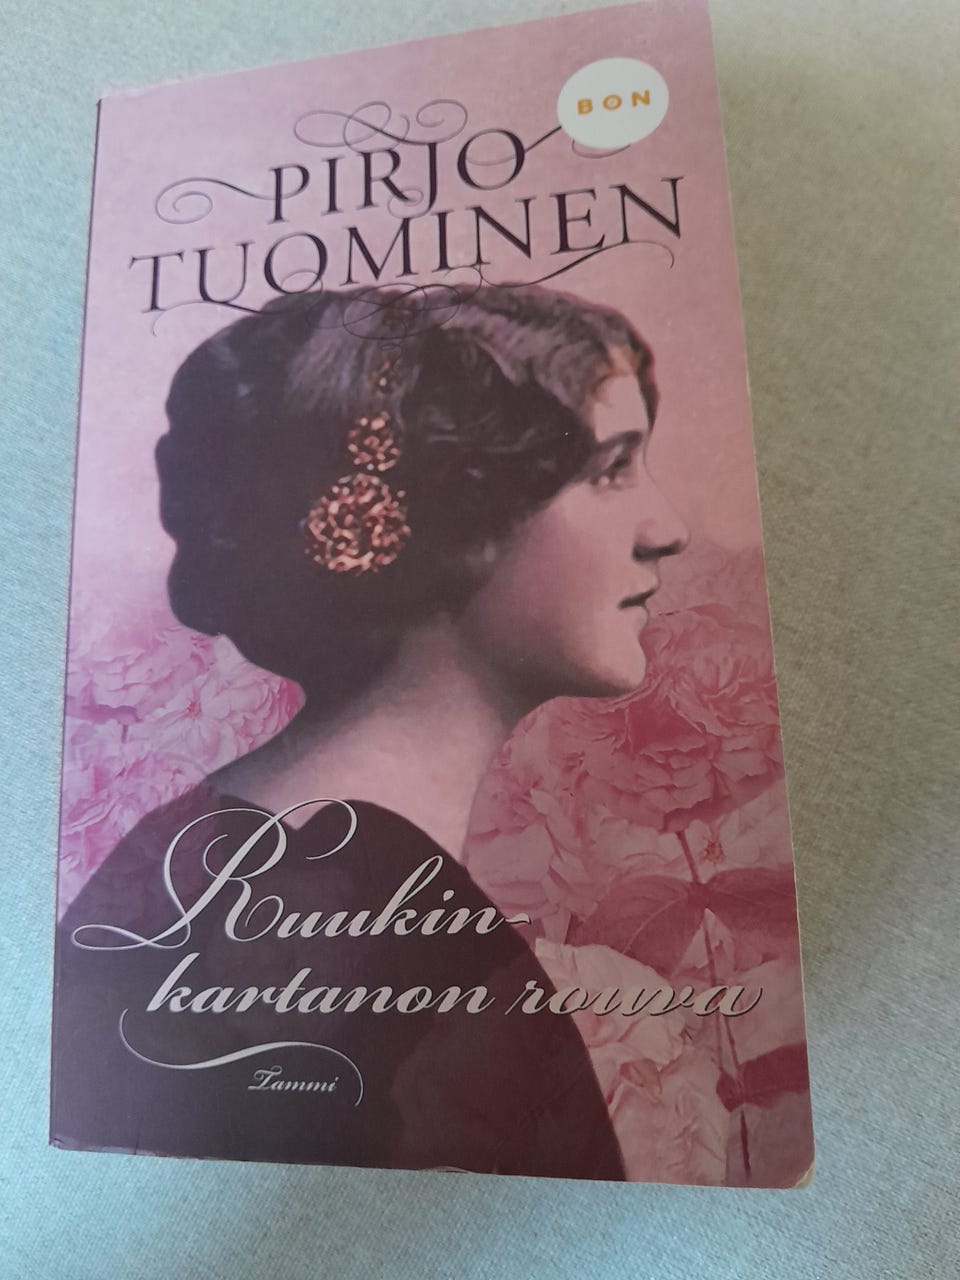 BON
PIRJO
TUOMINEN
Ruukin-
kartanon rouva
Tammi